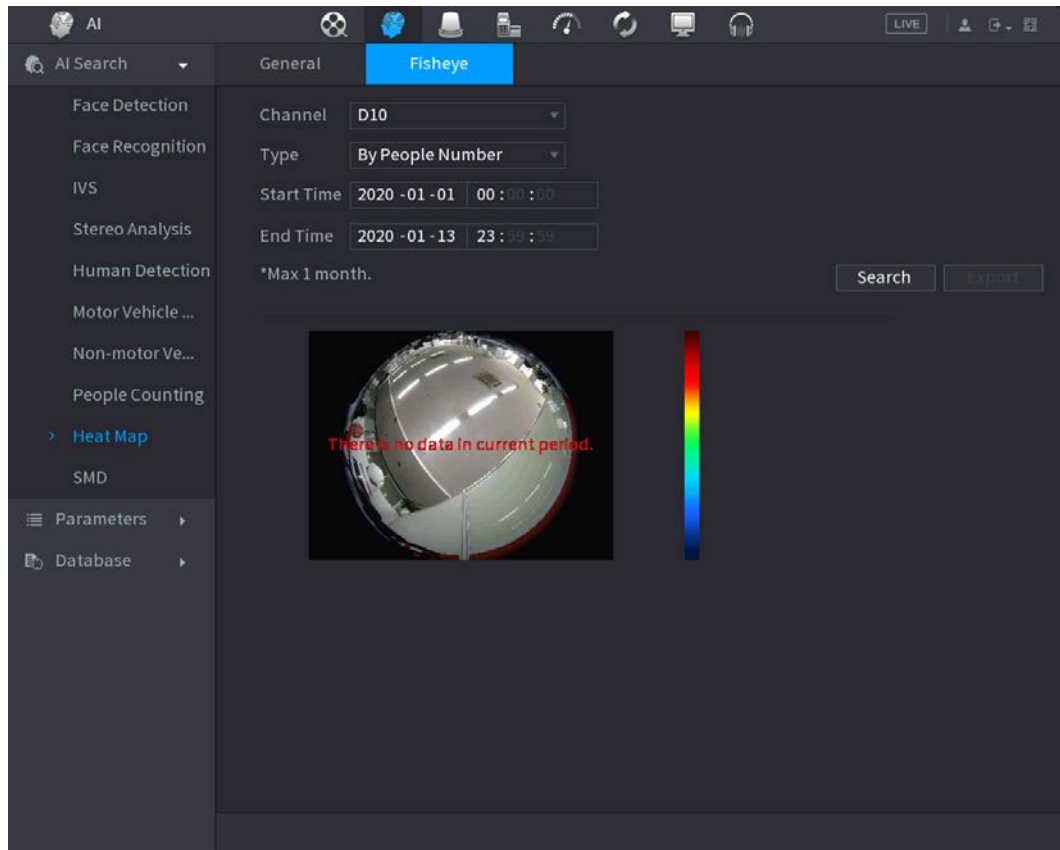 AI
LIVE
AI Search
General
Fisheye
Face Detection
Face Recognition
IVS
Stereo Analysis
Human Detection
Motor Vehicle ...
Non-motor Ve...
People Counting
Heat Map
SMD
Parameters
Database
Channel D10
Type By People Number
Start Time 2020 -01 -01 00 : 00 : 00
End Time 2020 -01 -13 23 : 59 : 59
*Max 1 month.
Search Export
There is no data in current period.